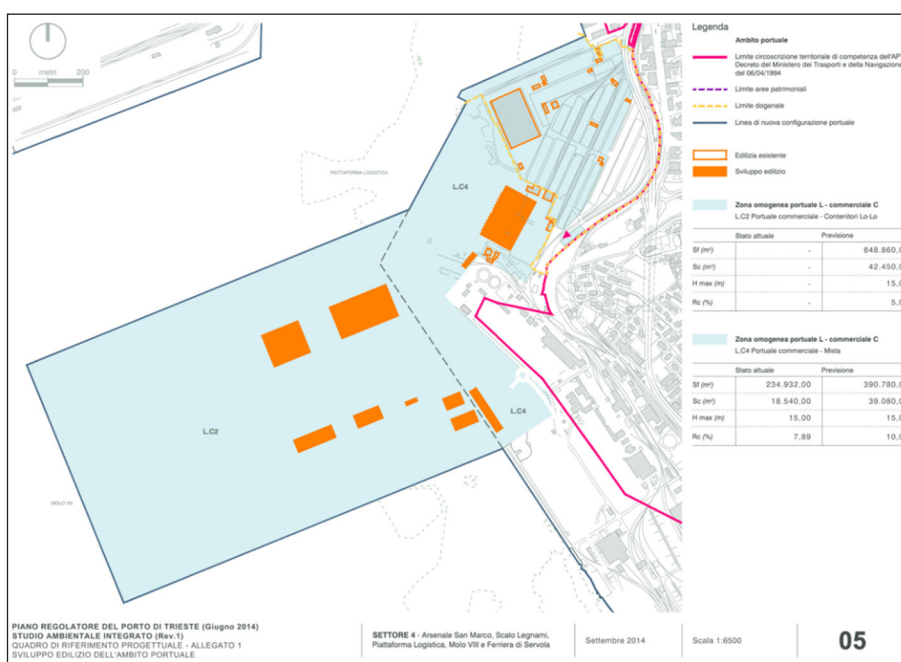 0 metri 200
PIATTAFORMA LOGISTICA
L.C4
L.C2
L.C4
MOLO VIII
Legenda
Ambito portuale
Limite circoscrizione territoriale di competenza dell'AP
Decreto del Ministero dei Trasporti e della Navigazione
del 06/04/1994
Limite aree patrimoniali
Limite doganale
Linea di nuova configurazione portuale
Edilizia esistente
Sviluppo edilizio
Zona omogenea portuale L - commerciale C
L.C2 Portuale commerciale - Contenitori Lo-Lo
Stato attuale Previsione
Sf (m²) - 848.860,0
Sc (m²) - 42.450,0
H max (m) - 15,0
Rc (%) - 5,0
Zona omogenea portuale L - commerciale C
L.C4 Portuale commerciale - Mista
Stato attuale Previsione
Sf (m²) 234.932,00 390.780,0
Sc (m²) 18.540,00 39.080,0
H max (m) 15,00 15,0
Rc (%) 7,89 10,0
PIANO REGOLATORE DEL PORTO DI TRIESTE (Giugno 2014)
STUDIO AMBIENTALE INTEGRATO (Rev.1)
QUADRO DI RIFERIMENTO PROGETTUALE - ALLEGATO 1
SVILUPPO EDILIZIO DELL'AMBITO PORTUALE
SETTORE 4 - Arsenale San Marco, Scalo Legnami,
Piattaforma Logistica, Molo VIII e Ferriera di Servola
Settembre 2014
Scala 1:6500
05